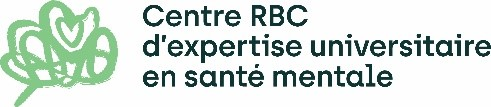 Centre RBC
d'expertise universitaire
en santé mentale